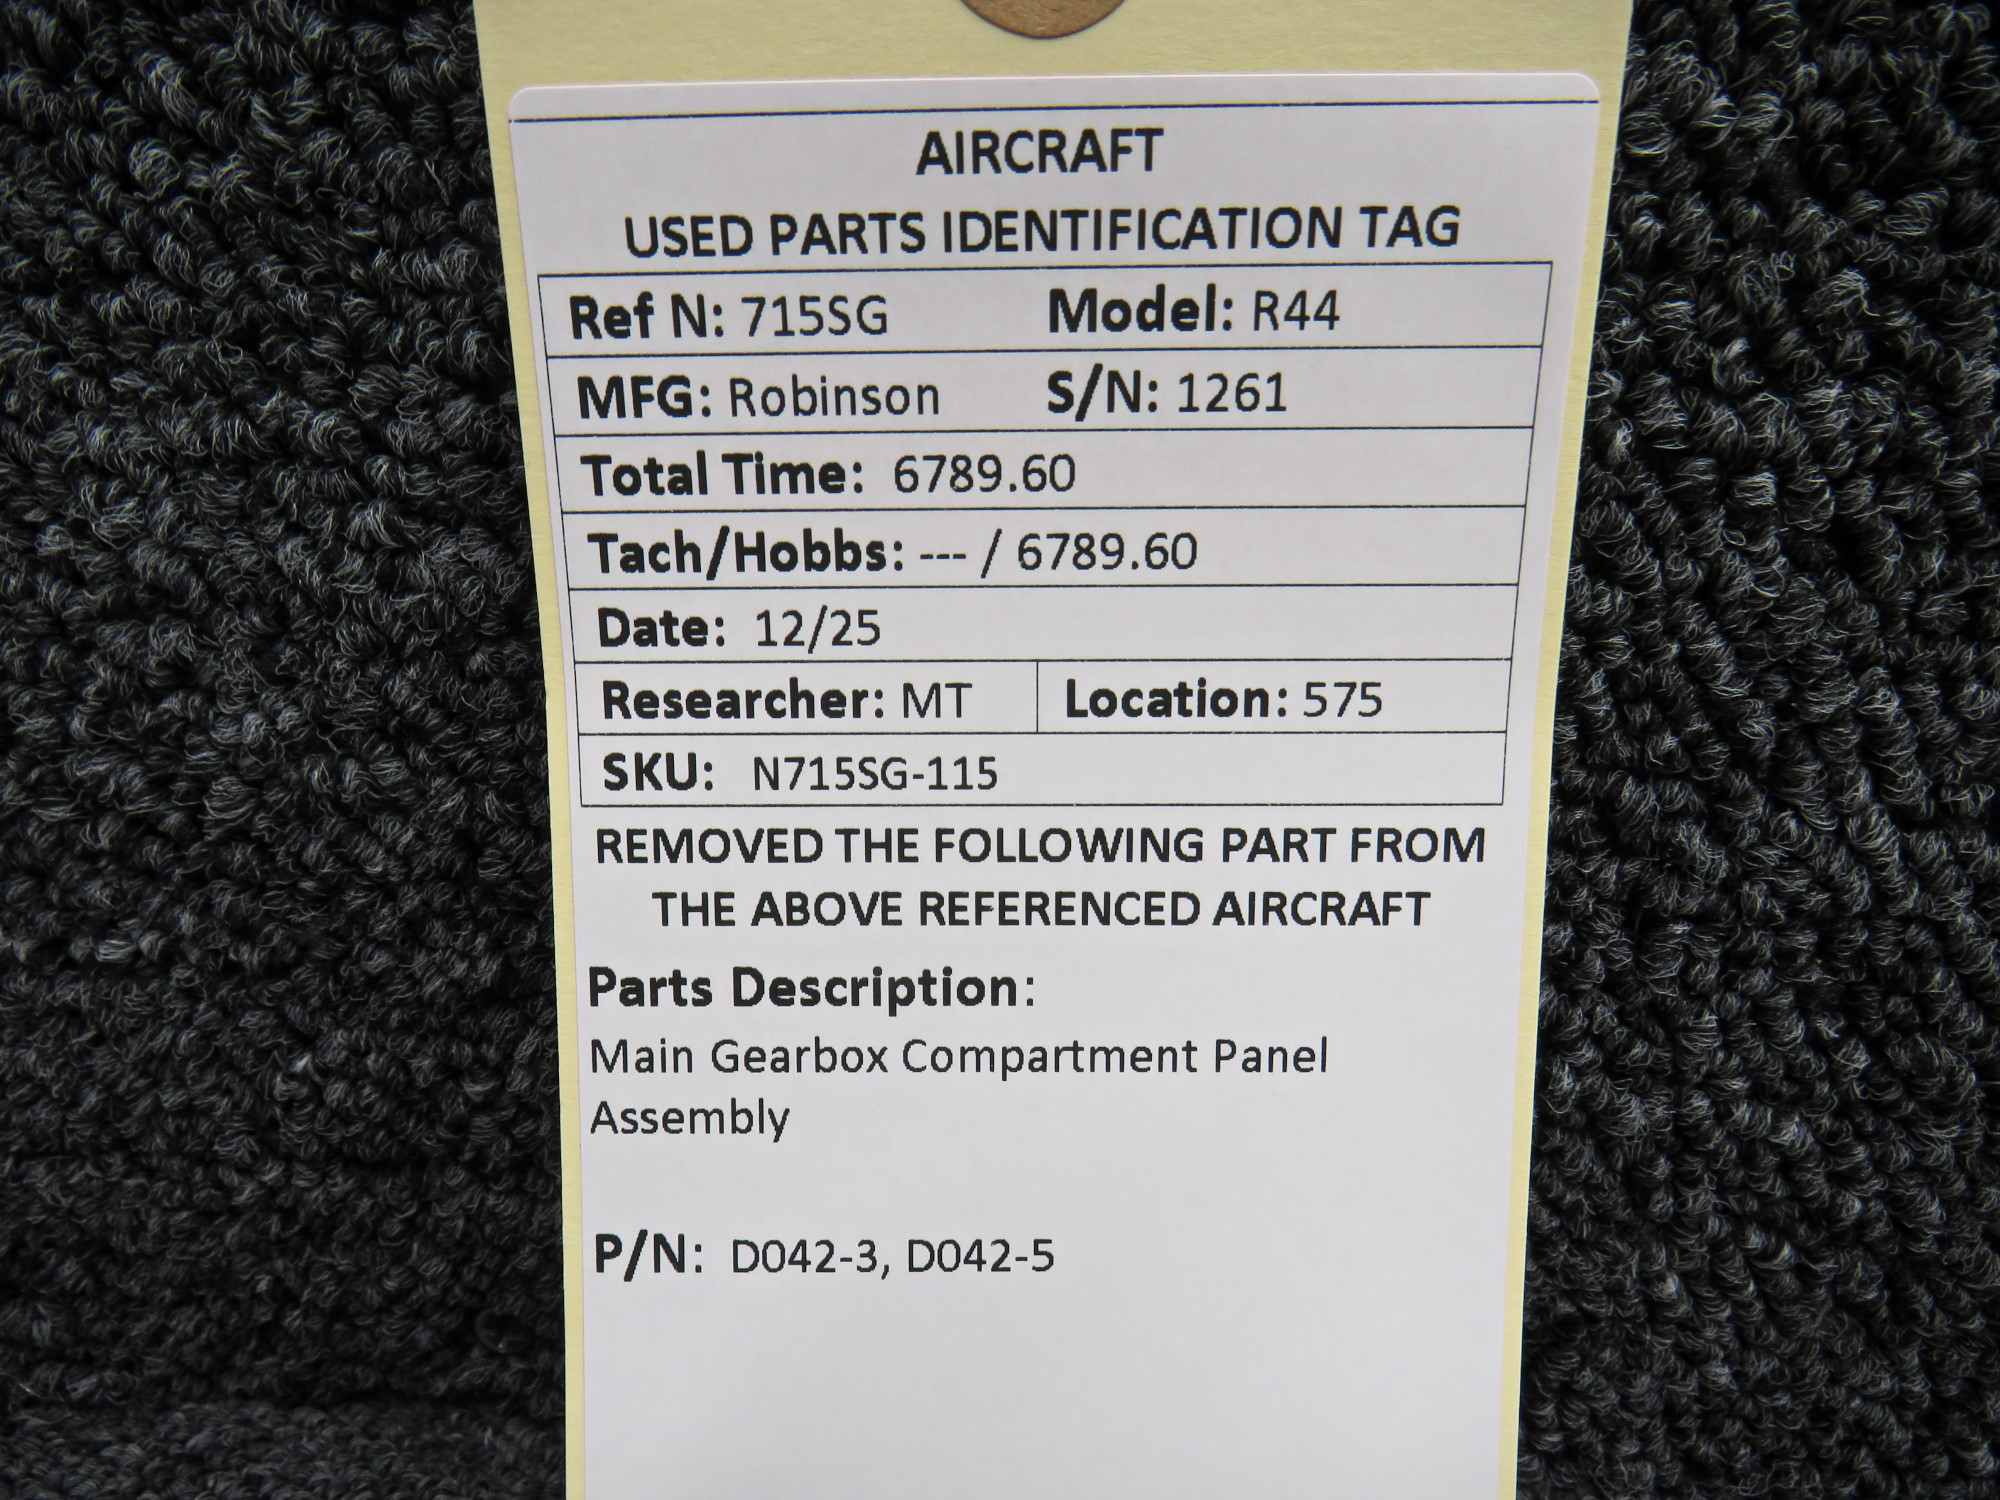 AIRCRAFT
USED PARTS IDENTIFICATION TAG
Ref N: 715SG Model: R44
MFG: Robinson S/N: 1261
Total Time: 6789.60
Tach/Hobbs: --- / 6789.60
Date: 12/25
Researcher: MT Location: 575
SKU: N715SG-115
REMOVED THE FOLLOWING PART FROM
THE ABOVE REFERENCED AIRCRAFT
Parts Description:
Main Gearbox Compartment Panel
Assembly
P/N: D042-3, D042-5